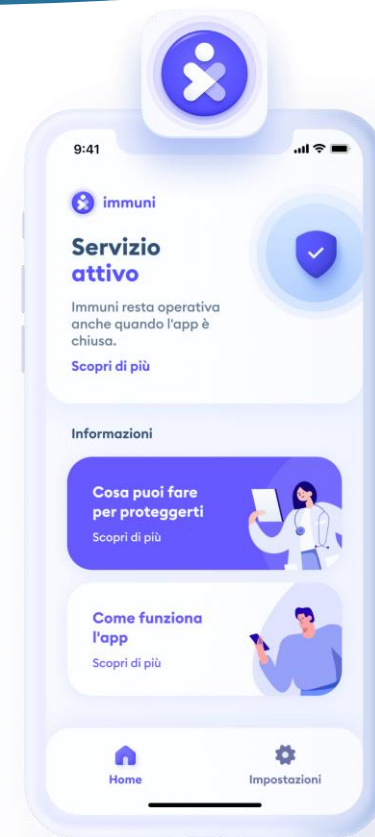 9:41
immuni
Servizio
attivo
Immuni resta operativa
anche quando l'app è
chiusa.
Scopri di più
Informazioni
Cosa puoi fare
per proteggerti
Scopri di più
Come funziona
l'app
Scopri di più
Home
Impostazioni